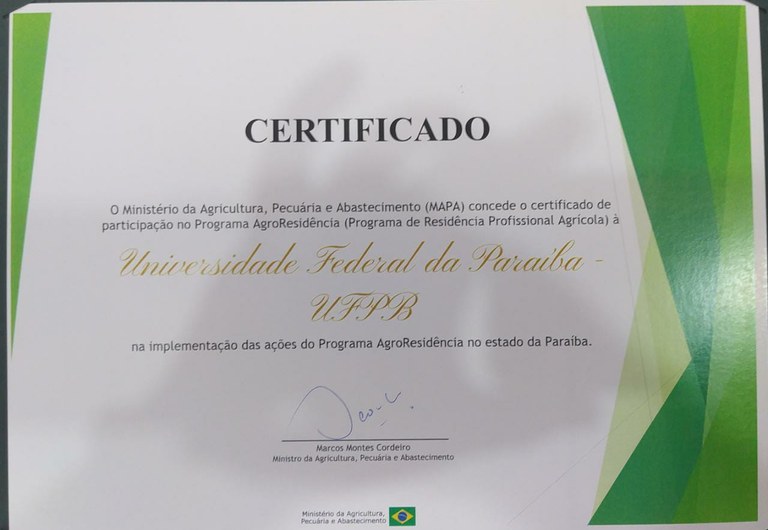 CERTIFICADO
O Ministério da Agricultura, Pecuária e Abastecimento (MAPA) concede o certificado de
participação no Programa AgroResidência (Programa de Residência Profissional Agrícola) à
Universidade Federal da Paraíba -
UFPB
na implementação das ações do Programa AgroResidência no estado da Paraíba.
Marcos Montes Cordeiro
Ministro da Agricultura, Pecuária e Abastecimento
Ministério da Agricultura,
Pecuária e Abastecimento